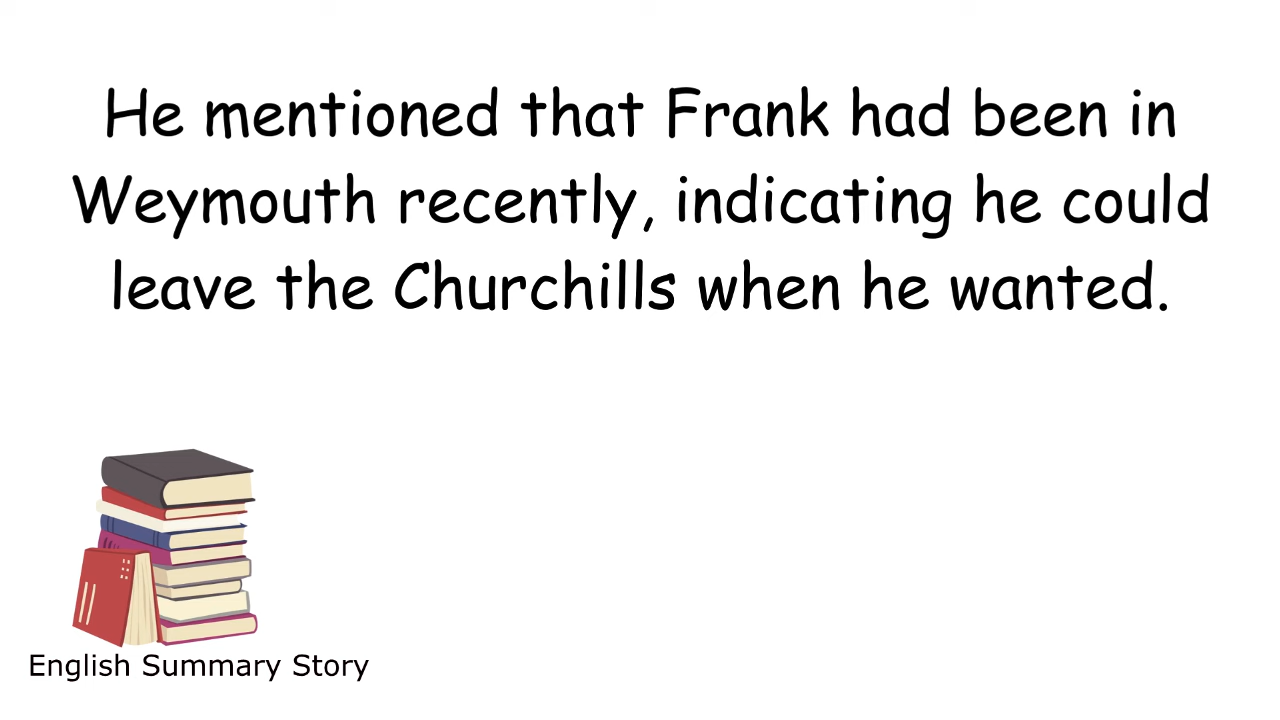 He mentioned that Frank had been in
Weymouth recently, indicating he could
leave the Churchills when he wanted.
English Summary Story